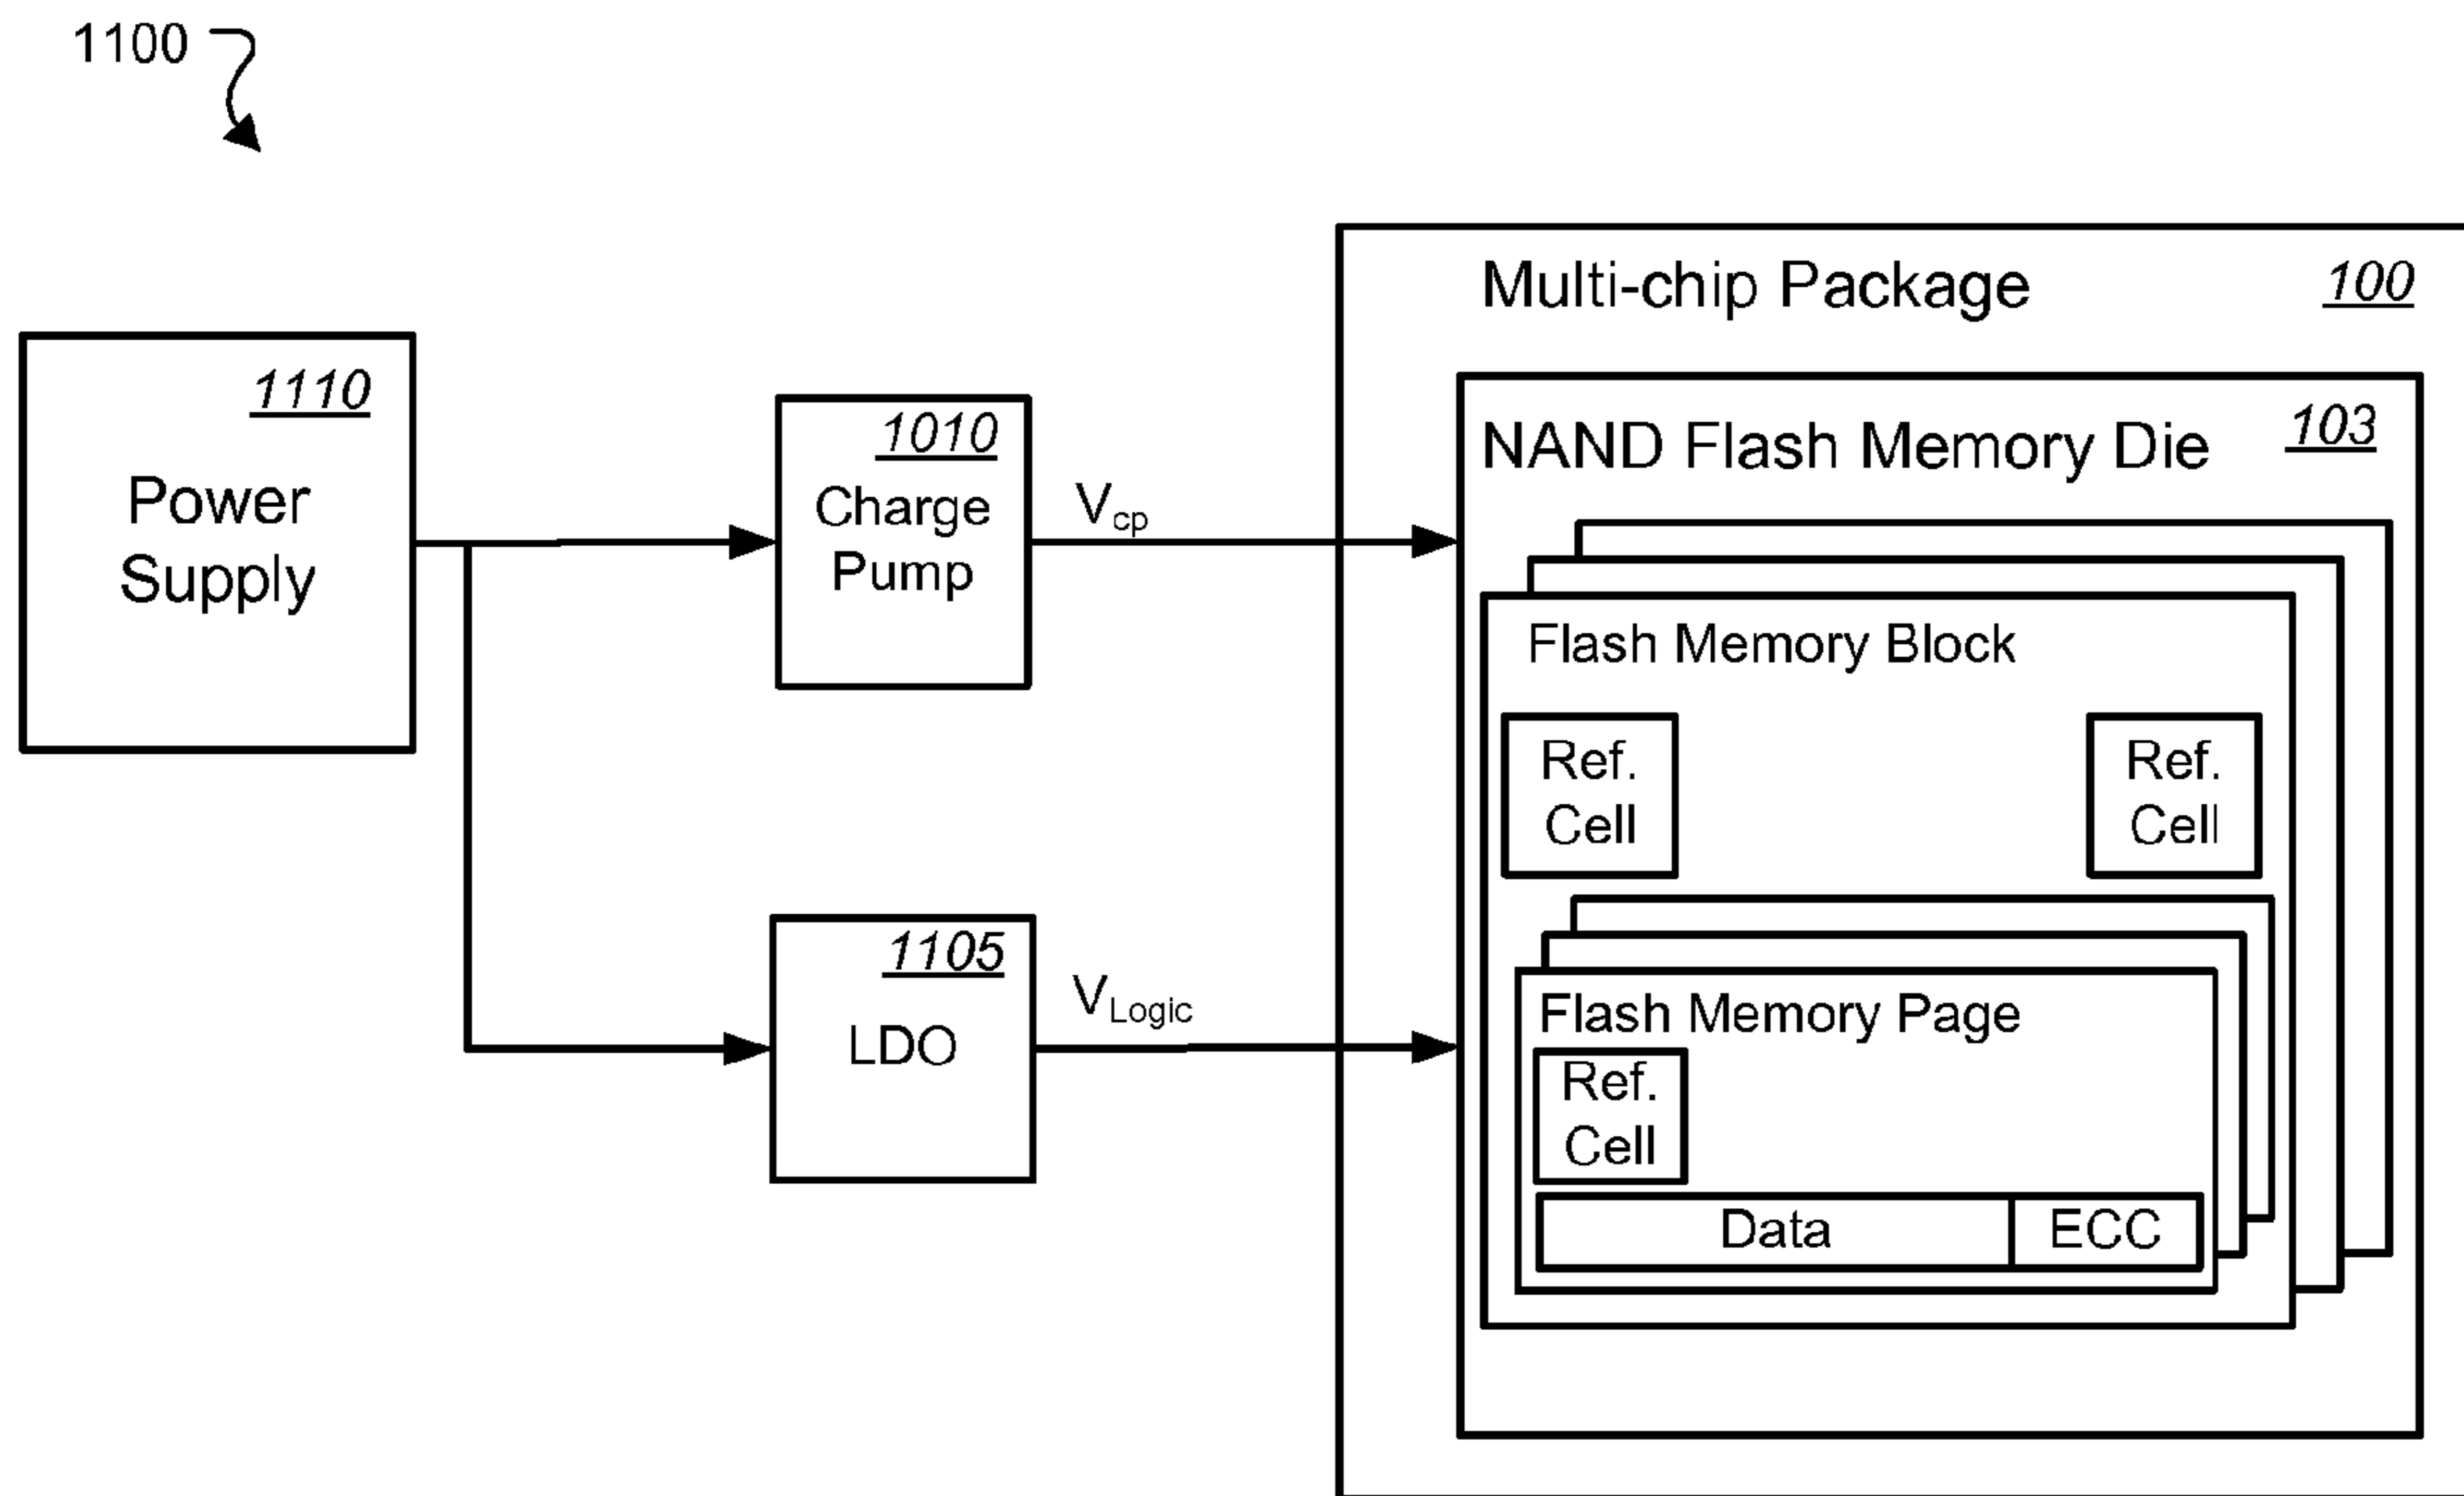 1100
Multi-chip Package 100
1110
Power
Supply
1010
Charge
Pump
Vcp
NAND Flash Memory Die 103
Flash Memory Block
Ref.
Cell
Ref.
Cell
1105
LDO
VLogic
Flash Memory Page
Ref.
Cell
Data
ECC